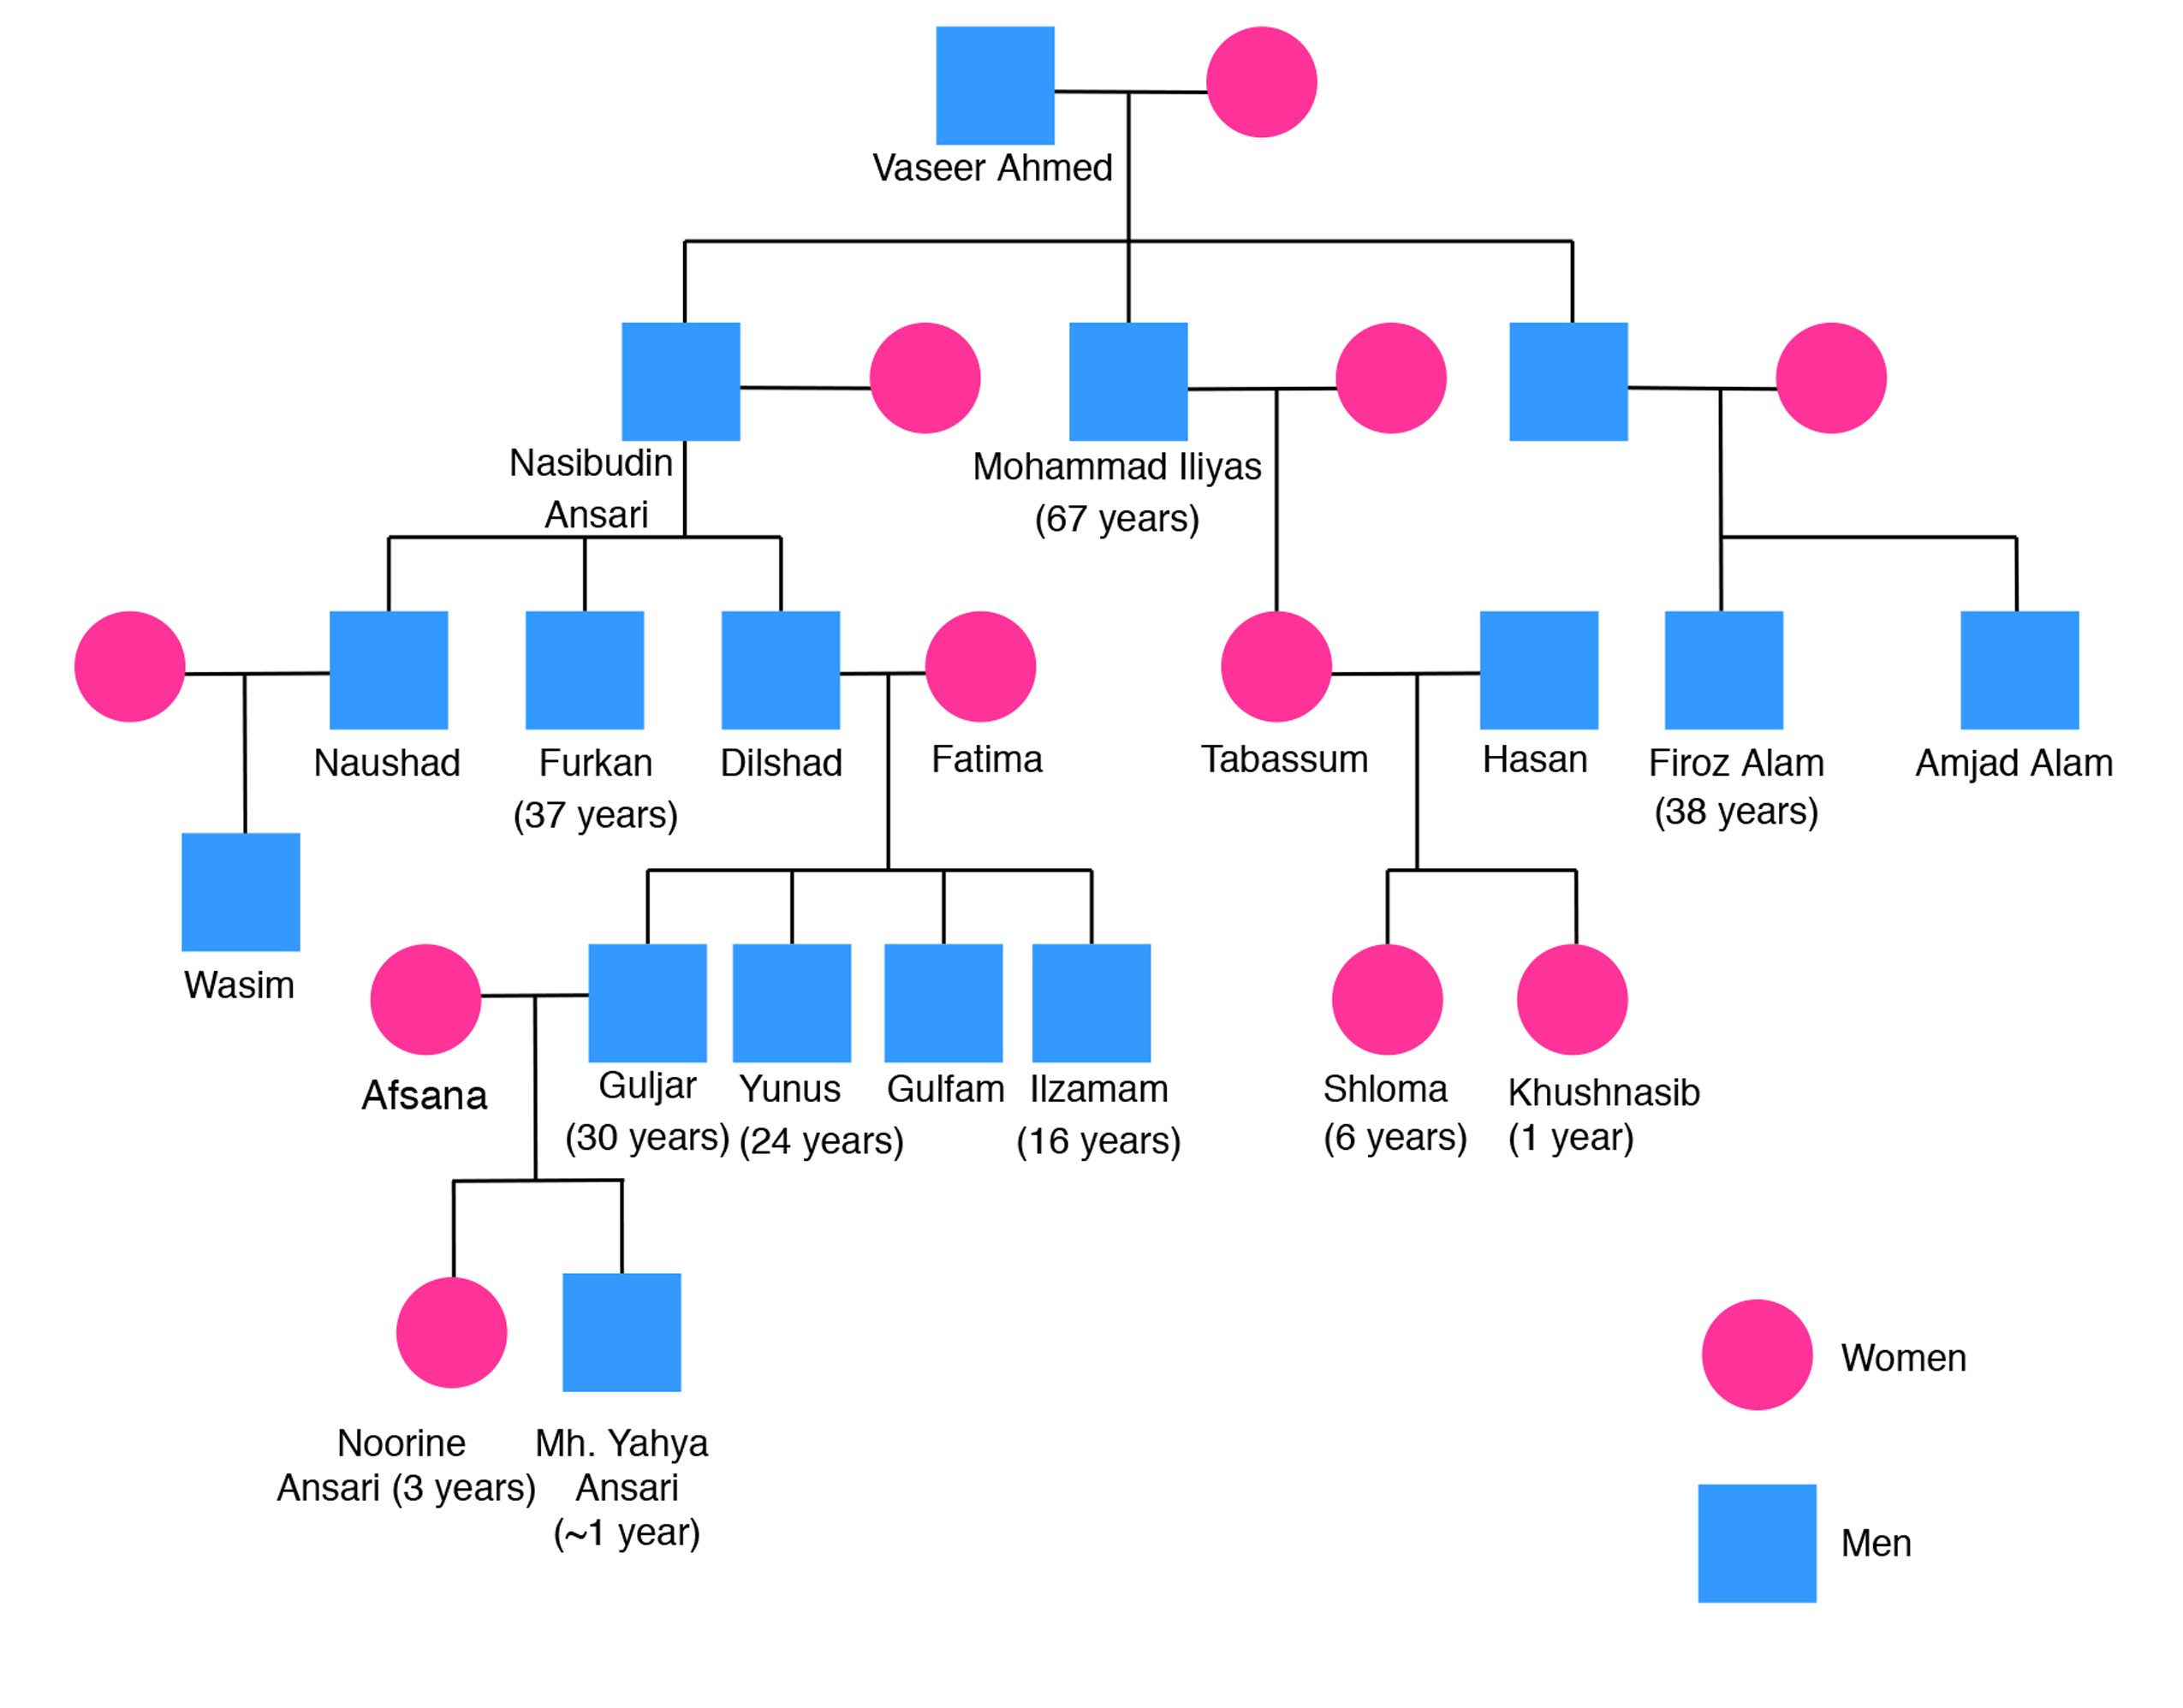 Vaseer Ahmed
Nasibudin
Ansari
Mohammad Iliyas
(67 years)
Naushad
Furkan
(37 years)
Dilshad
Fatima
Tabassum
Hasan
Firoz Alam
(38 years)
Amjad Alam
Wasim
Afsana
Guljar
(30 years)
Yunus
(24 years)
Gulfam
Ilzamam
(16 years)
Shloma
(6 years)
Khushnasib
(1 year)
Noorine
Ansari (3 years)
Mh. Yahya
Ansari
(~1 year)
Women
Men